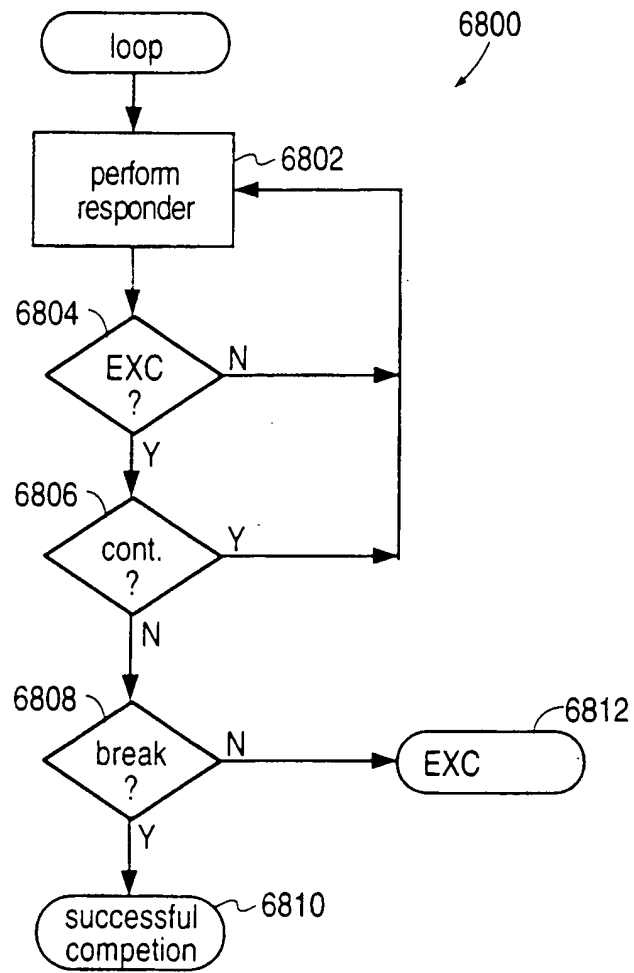 loop
6800
perform
responder
6802
6804
EXC
?
N
Y
6806
cont.
?
Y
N
6808
break
?
N
Y
6812
EXC
successful
competion
6810